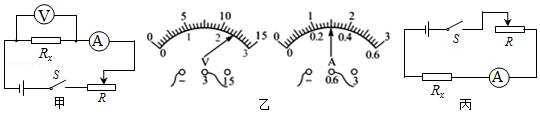 V
Rx
A
S
R
甲
0 5 10 15
0 1 2 3
V
- 3 15
0 1 2 3
0 0.2 0.4 0.6
A
- 0.6 3
乙
S
R
Rx
A
丙